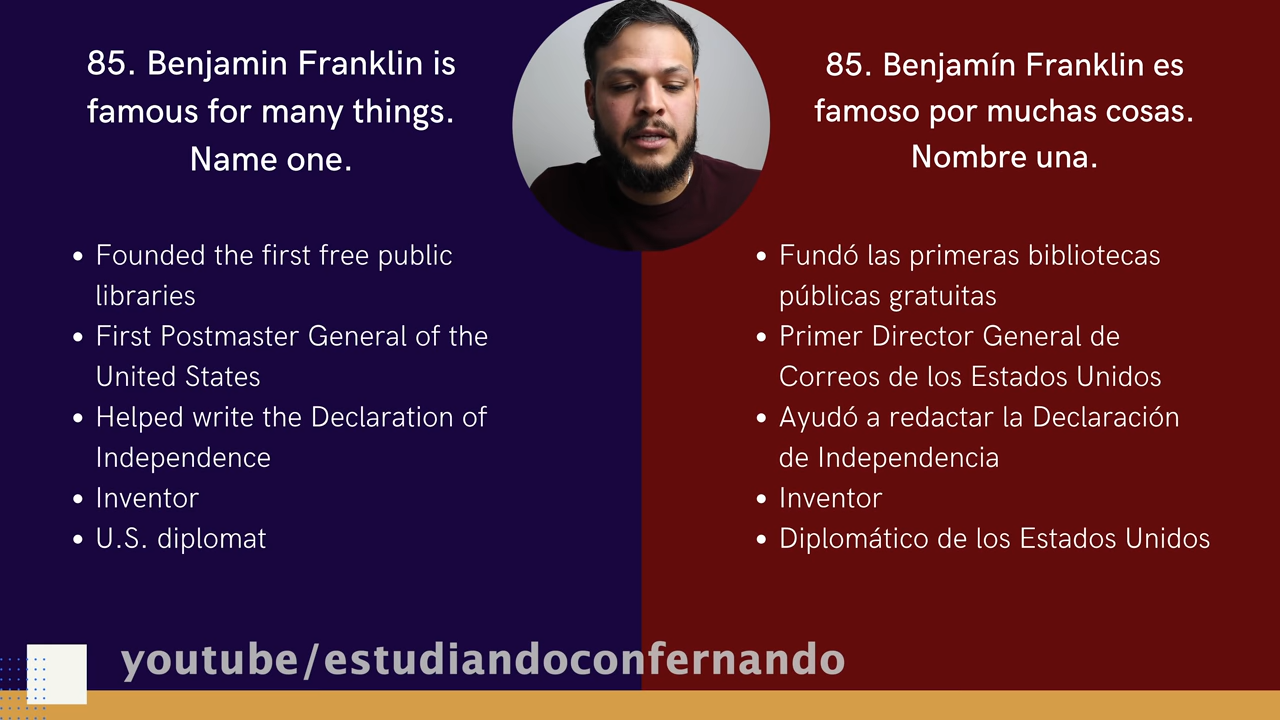 85. Benjamin Franklin is
famous for many things.
Name one.
Founded the first free public
libraries
First Postmaster General of the
United States
Helped write the Declaration of
Independence
Inventor
U.S. diplomat
85. Benjamín Franklin es
famoso por muchas cosas.
Nombre una.
Fundó las primeras bibliotecas
públicas gratuitas
Primer Director General de
Correos de los Estados Unidos
Ayudó a redactar la Declaración
de Independencia
Inventor
Diplomático de los Estados Unidos
youtube/estudiandoconfernando